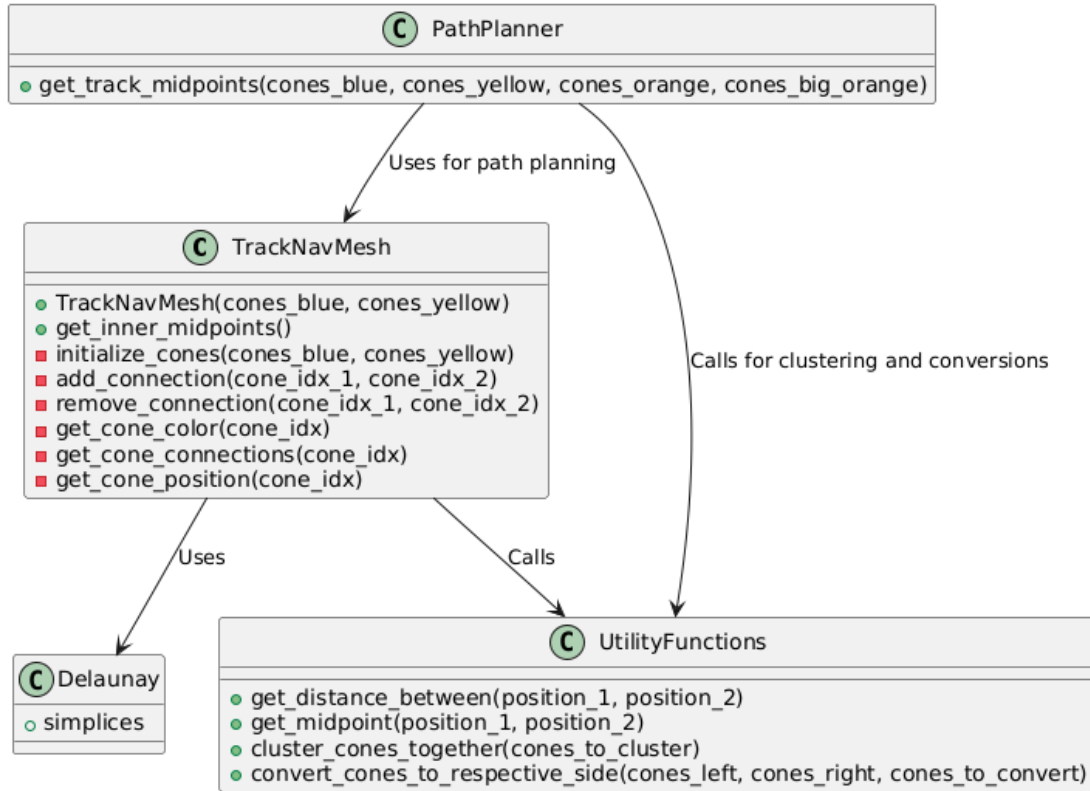 C PathPlanner
get_track_midpoints(cones_blue, cones_yellow, cones_orange, cones_big_orange)
Uses for path planning
C TrackNavMesh
TrackNavMesh(cones_blue, cones_yellow)
get_inner_midpoints()
initialize_cones(cones_blue, cones_yellow)
add_connection(cone_idx_1, cone_idx_2)
remove_connection(cone_idx_1, cone_idx_2)
get_cone_color(cone_idx)
get_cone_connections(cone_idx)
get_cone_position(cone_idx)
Calls for clustering and conversions
Uses
Calls
C Delaunay
simplices
C UtilityFunctions
get_distance_between(position_1, position_2)
get_midpoint(position_1, position_2)
cluster_cones_together(cones_to_cluster)
convert_cones_to_respective_side(cones_left, cones_right, cones_to_convert)